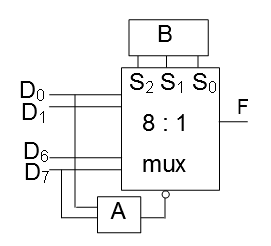 B
D₀
D₁
S₂ S₁ S₀
8 : 1
mux
F
D₆
D₇
A